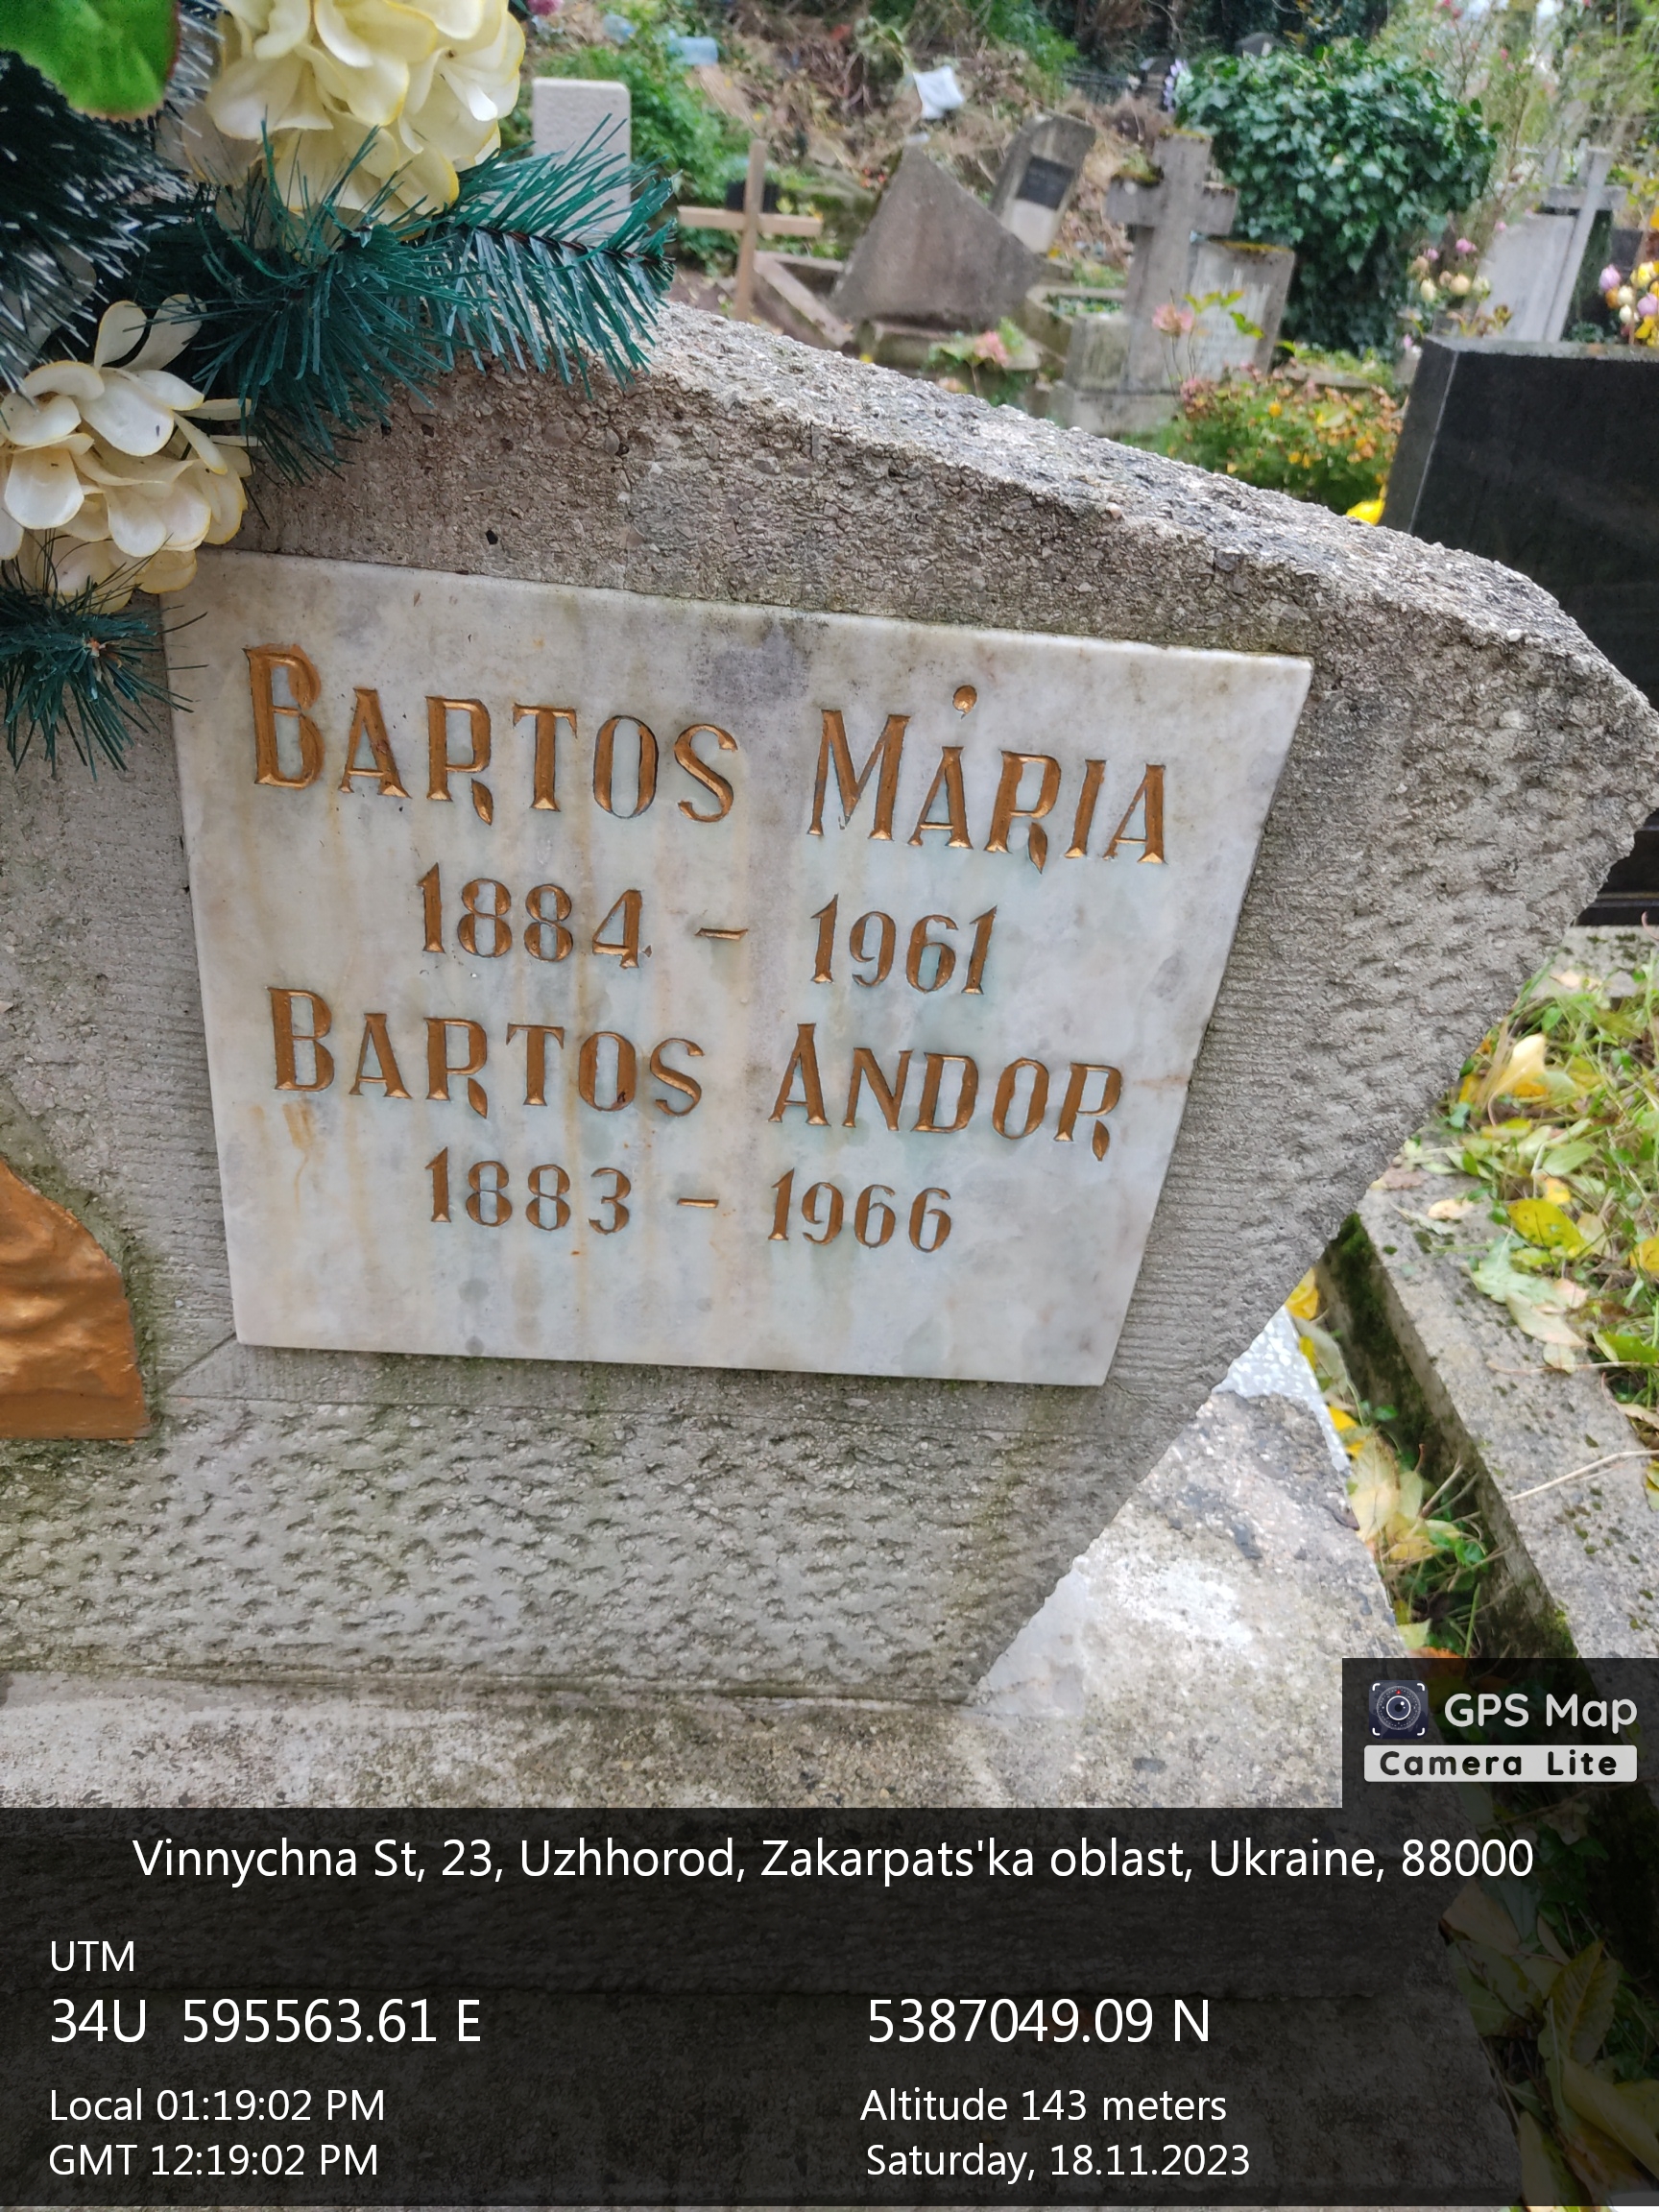 BARTOS MÁRIA
1884 - 1961
BARTOS ANDOR
1883 - 1966
GPS Map
Camera Lite
Vinnychna St, 23, Uzhhorod, Zakarpats'ka oblast, Ukraine, 88000
UTM
34U 595563.61 E 5387049.09 N
Local 01:19:02 PM Altitude 143 meters
GMT 12:19:02 PM Saturday, 18.11.2023